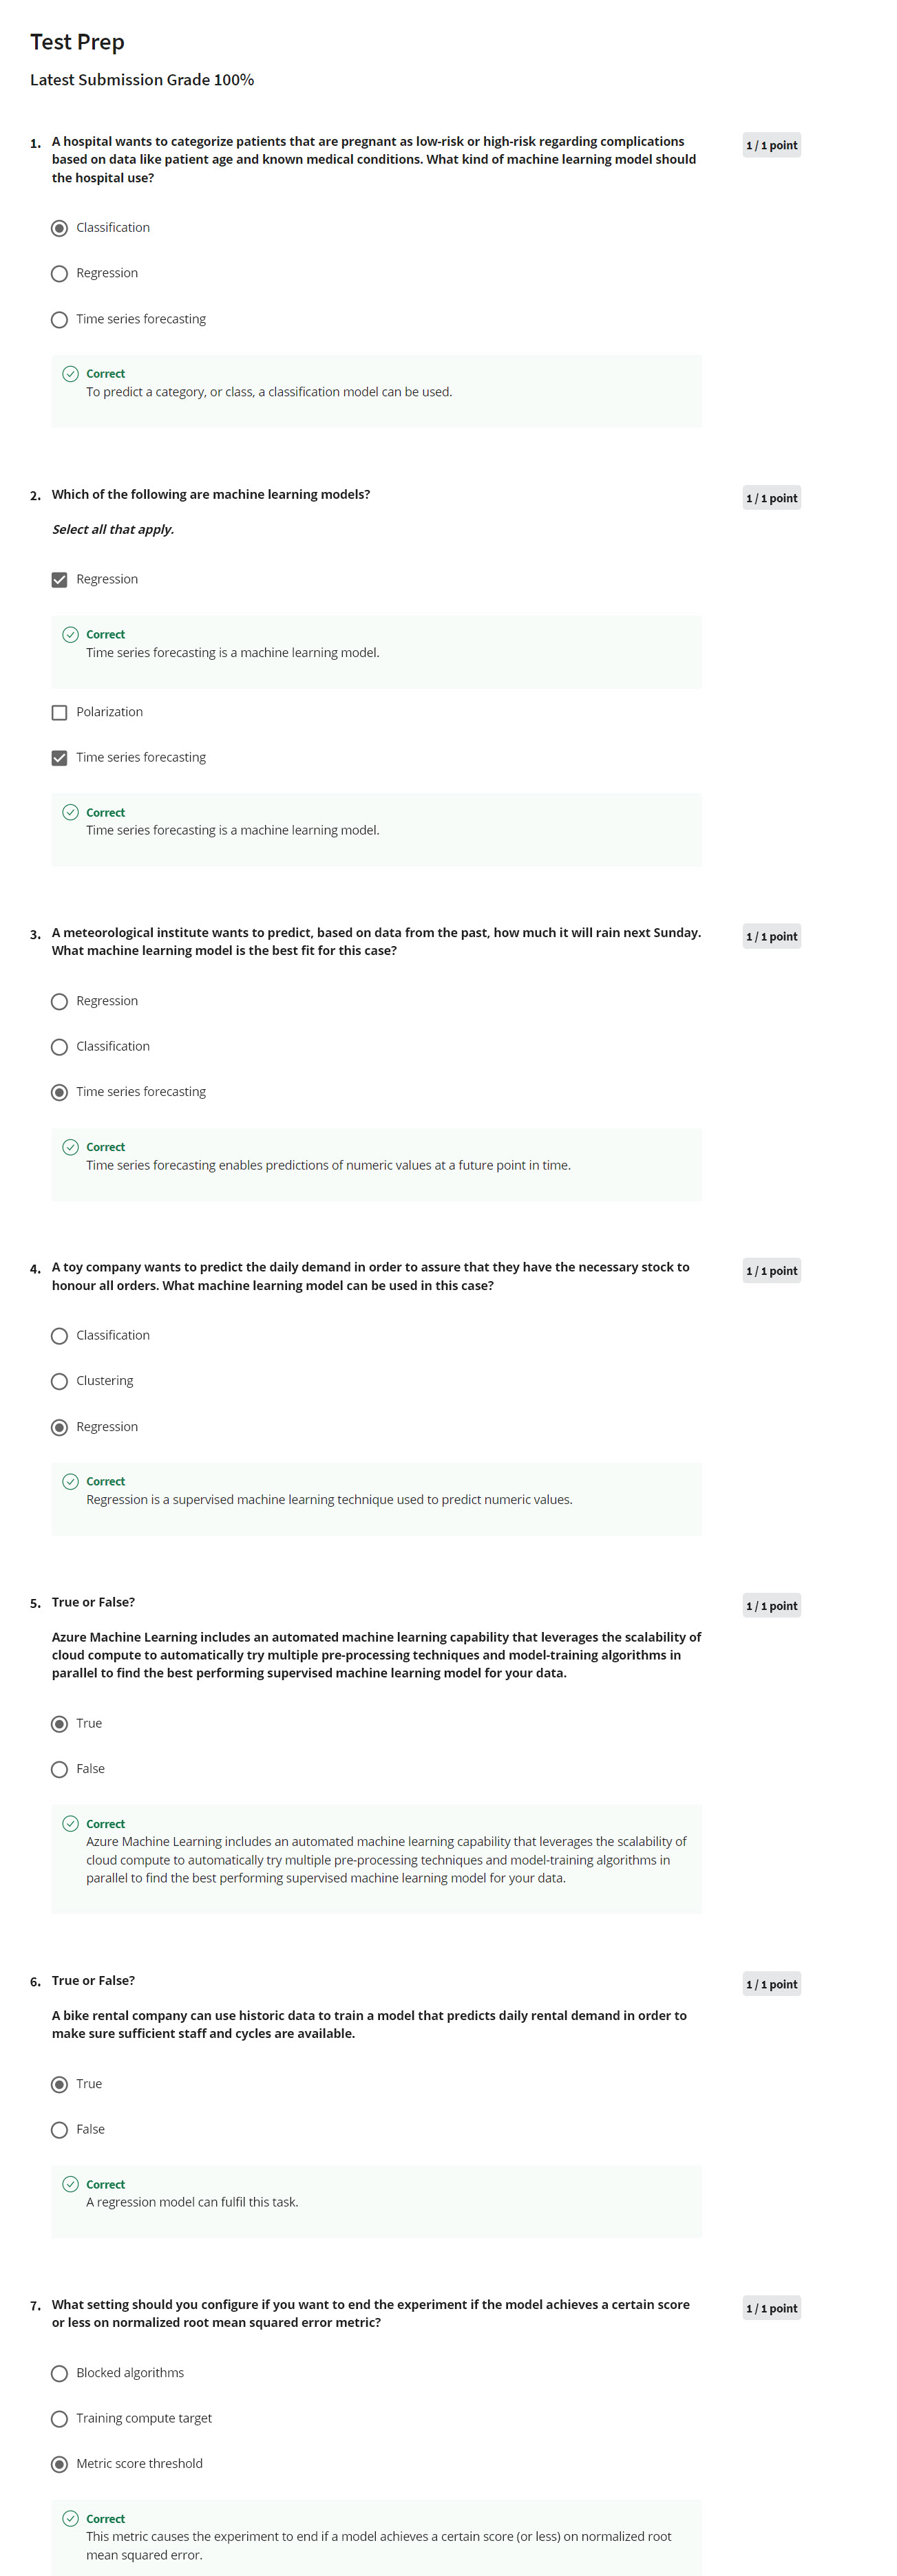 Test Prep
Latest Submission Grade 100%
1. A hospital wants to categorize patients that are pregnant as low-risk or high-risk regarding complications
based on data like patient age and known medical conditions. What kind of machine learning model should
the hospital use?
1 / 1 point
Classification
Regression
Time series forecasting
Correct
To predict a category, or class, a classification model can be used.
2. Which of the following are machine learning models?
1 / 1 point
Select all that apply.
Regression
Correct
Time series forecasting is a machine learning model.
Polarization
Time series forecasting
Correct
Time series forecasting is a machine learning model.
3. A meteorological institute wants to predict, based on data from the past, how much it will rain next Sunday.
What machine learning model is the best fit for this case?
1 / 1 point
Regression
Classification
Time series forecasting
Correct
Time series forecasting enables predictions of numeric values at a future point in time.
4. A toy company wants to predict the daily demand in order to assure that they have the necessary stock to
honour all orders. What machine learning model can be used in this case?
1 / 1 point
Classification
Clustering
Regression
Correct
Regression is a supervised machine learning technique used to predict numeric values.
5. True or False?
1 / 1 point
Azure Machine Learning includes an automated machine learning capability that leverages the scalability of
cloud compute to automatically try multiple pre-processing techniques and model-training algorithms in
parallel to find the best performing supervised machine learning model for your data.
True
False
Correct
Azure Machine Learning includes an automated machine learning capability that leverages the scalability of
cloud compute to automatically try multiple pre-processing techniques and model-training algorithms in
parallel to find the best performing supervised machine learning model for your data.
6. True or False?
1 / 1 point
A bike rental company can use historic data to train a model that predicts daily rental demand in order to
make sure sufficient staff and cycles are available.
True
False
Correct
A regression model can fulfil this task.
7. What setting should you configure if you want to end the experiment if the model achieves a certain score
or less on normalized root mean squared error metric?
1 / 1 point
Blocked algorithms
Training compute target
Metric score threshold
Correct
This metric causes the experiment to end if a model achieves a certain score (or less) on normalized root
mean squared error.